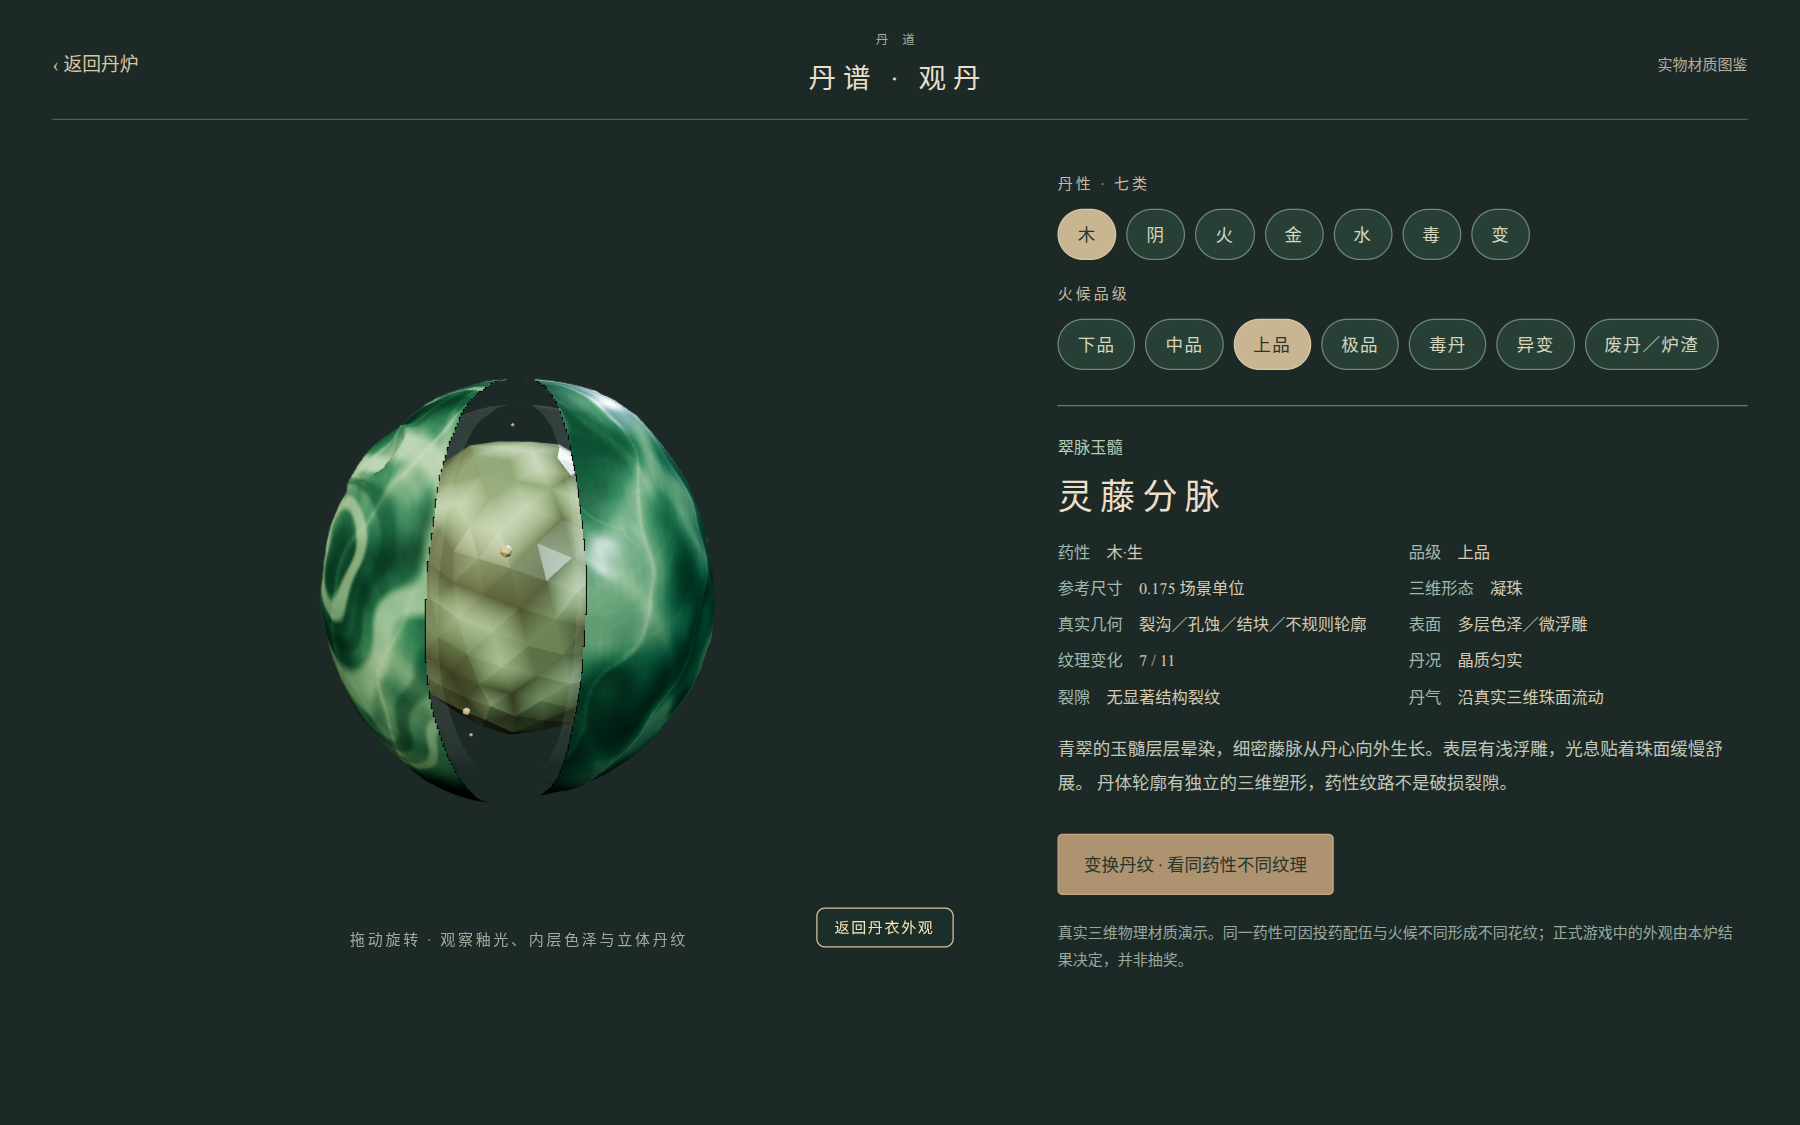 ‹ 返回丹炉
丹 道
丹谱 · 观丹
实物材质图鉴
丹性 · 七类
木 阴 火 金 水 毒 变
火候品级
下品 中品 上品 极品 毒丹 异变 废丹／炉渣
翠脉玉髓
灵藤分脉
药性 木·生 品级 上品
参考尺寸 0.175 场景单位 三维形态 凝珠
真实几何 裂沟／孔蚀／结块／不规则轮廓 表面 多层色泽／微浮雕
纹理变化 7 / 11 丹况 晶质匀实
裂隙 无显著结构裂纹 丹气 沿真实三维珠面流动
青翠的玉髓层层晕染，细密藤脉从丹心向外生长。表层有浅浮雕，光息贴着珠面缓慢舒
展。 丹体轮廓有独立的三维塑形，药性纹路不是破损裂隙。
变换丹纹 · 看同药性不同纹理
返回丹衣外观
拖动旋转 · 观察釉光、内层色泽与立体丹纹
真实三维物理材质演示。同一药性可因投药配伍与火候不同形成不同花纹；正式游戏中的外观由本炉结
果决定，并非抽奖。